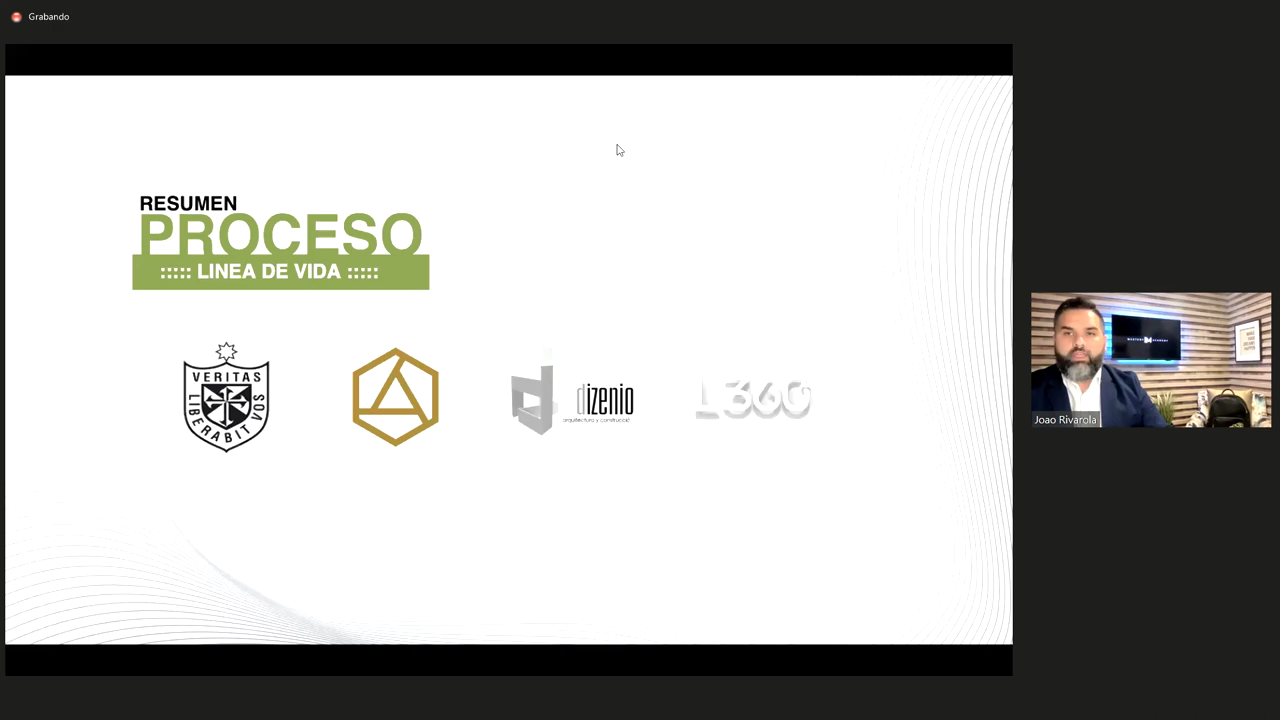 Grabando
RESUMEN
PROCESO
::::: LINEA DE VIDA :::::
VERITAS
LIBERABIT VOS
dizenio
arquitectura y construcción
L360
Joao Rivarola